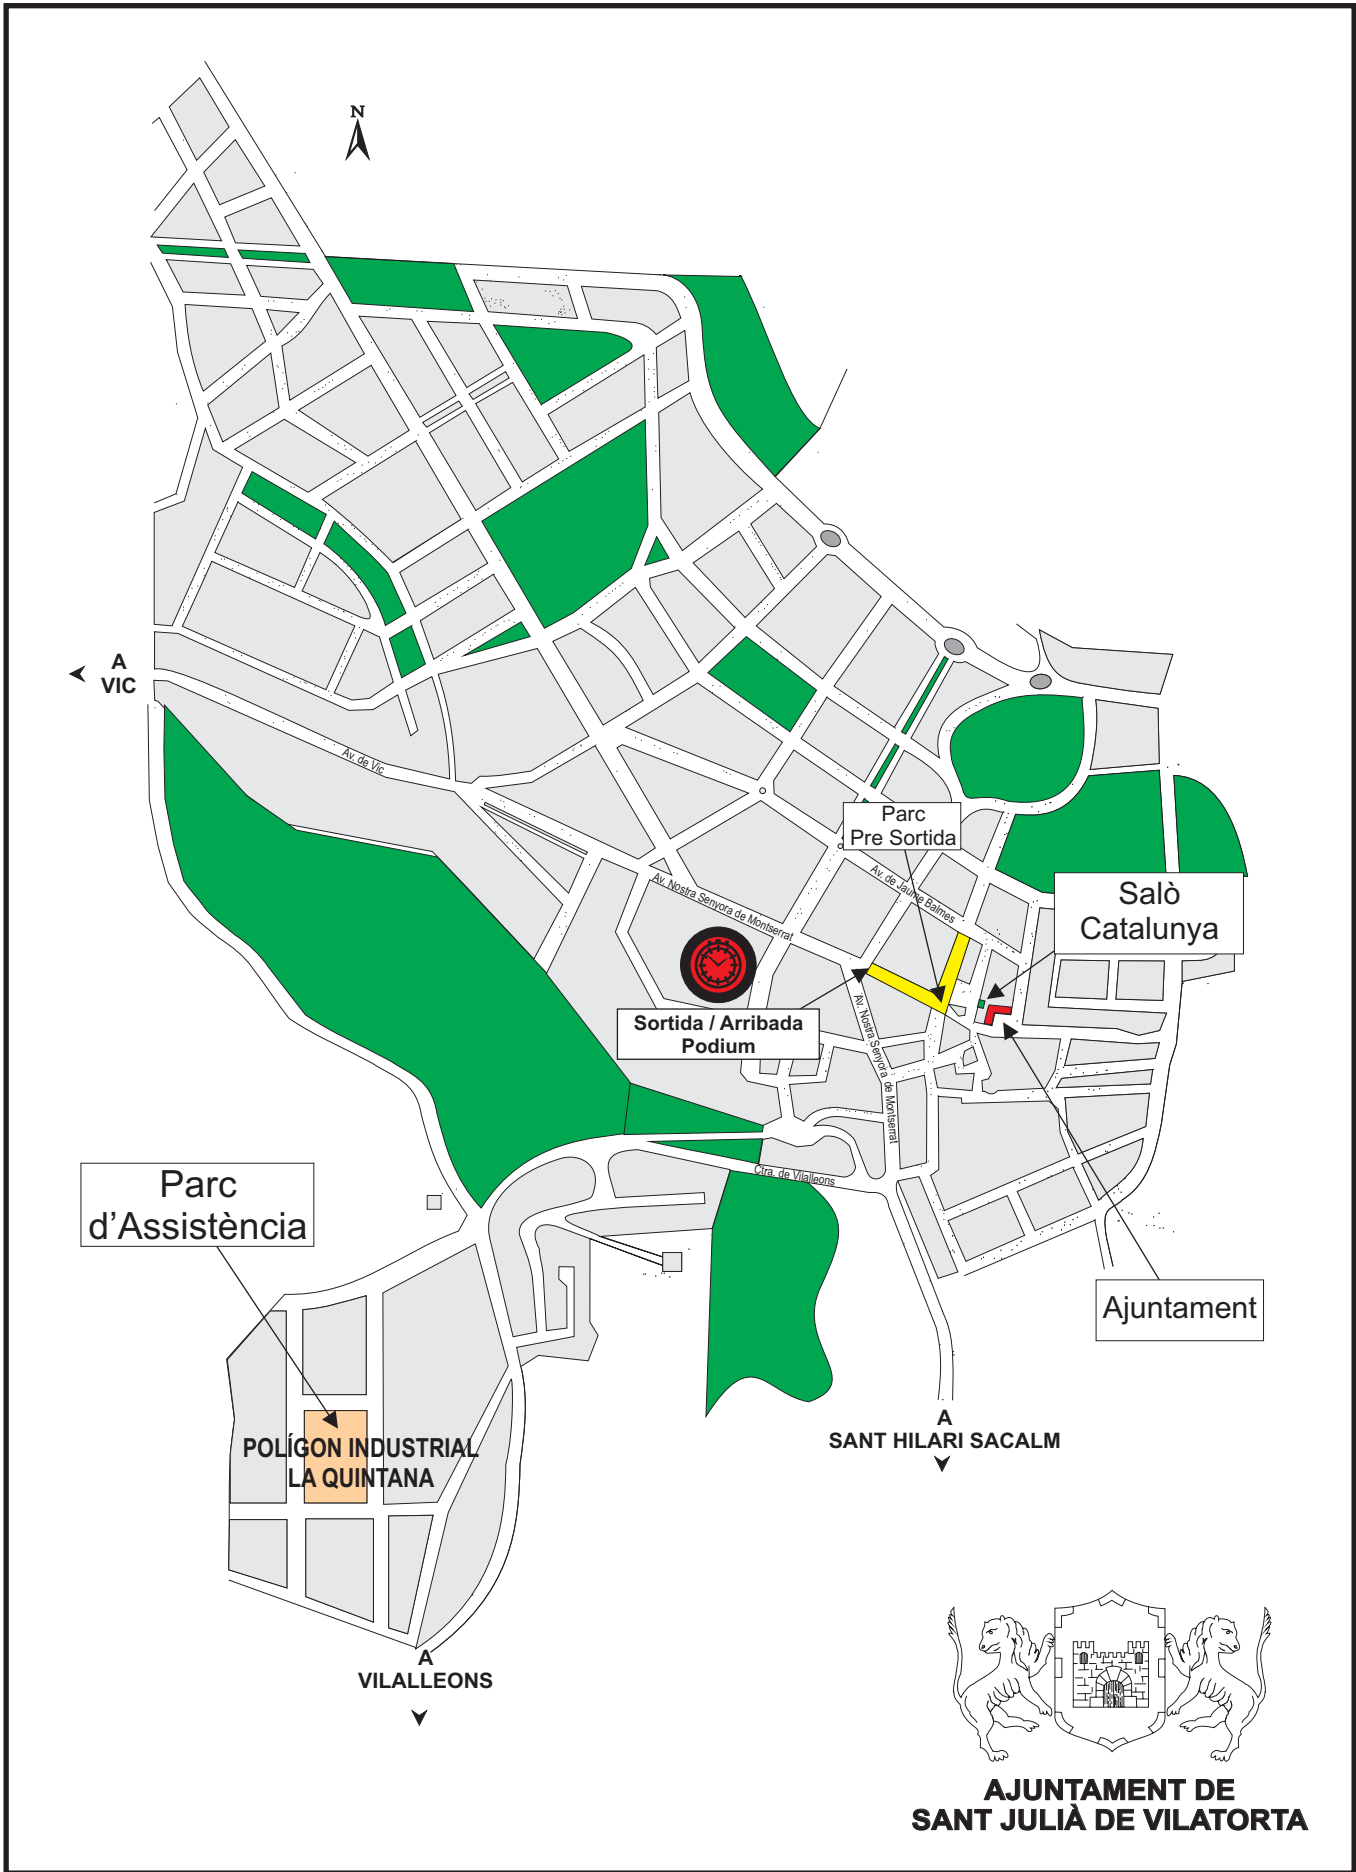 N
A
VIC
Av. de Vic
Parc
Pre Sortida
Av. de Jaume Balmes
Av. Nostra Senyora de Montserrat
Salò
Catalunya
Sortida / Arribada
Podium
Av. Nostra Senyora de Montserrat
Ctra. de Vilalleons
Parc
d'Assistència
Ajuntament
A
SANT HILARI SACALM
POLÍGON INDUSTRIAL
LA QUINTANA
A
VILALLEONS
AJUNTAMENT DE
SANT JULIÀ DE VILATORTA